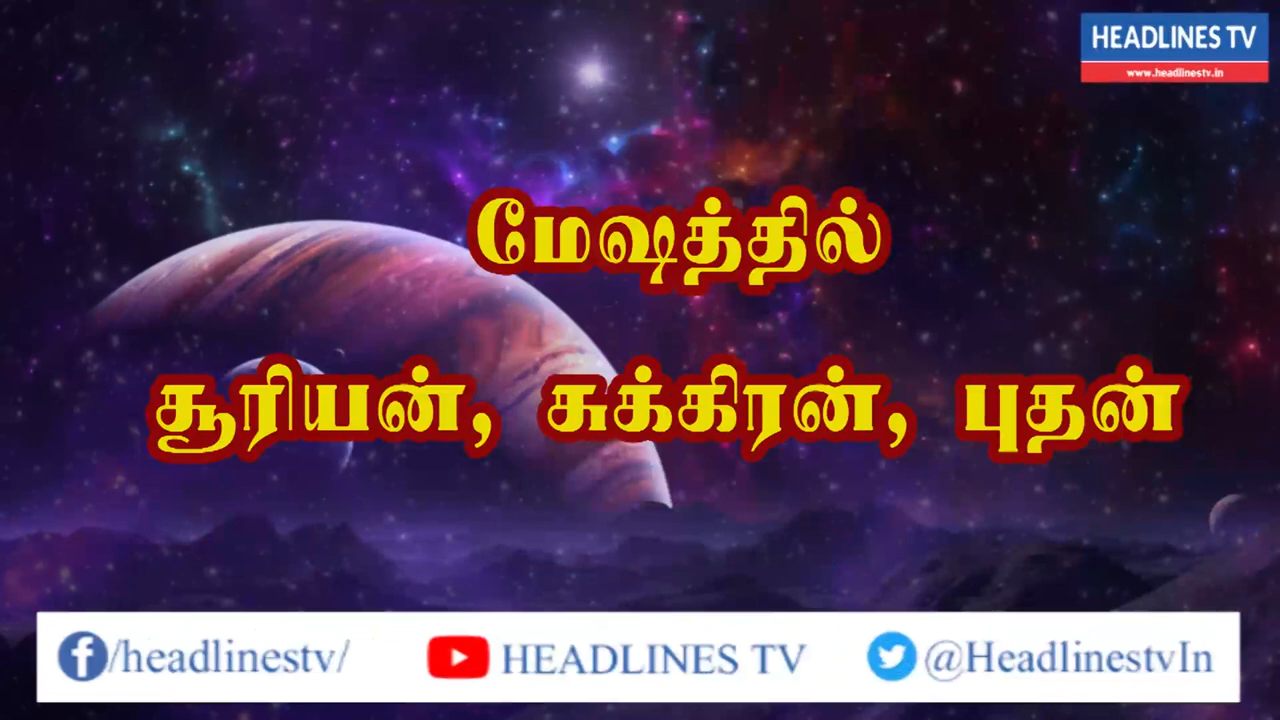 HEADLINES TV
www.headlinestv.in
மேஷத்தில்
சூரியன், சுக்கிரன், புதன்
/headlinestv/ HEADLINES TV @HeadlinestvIn